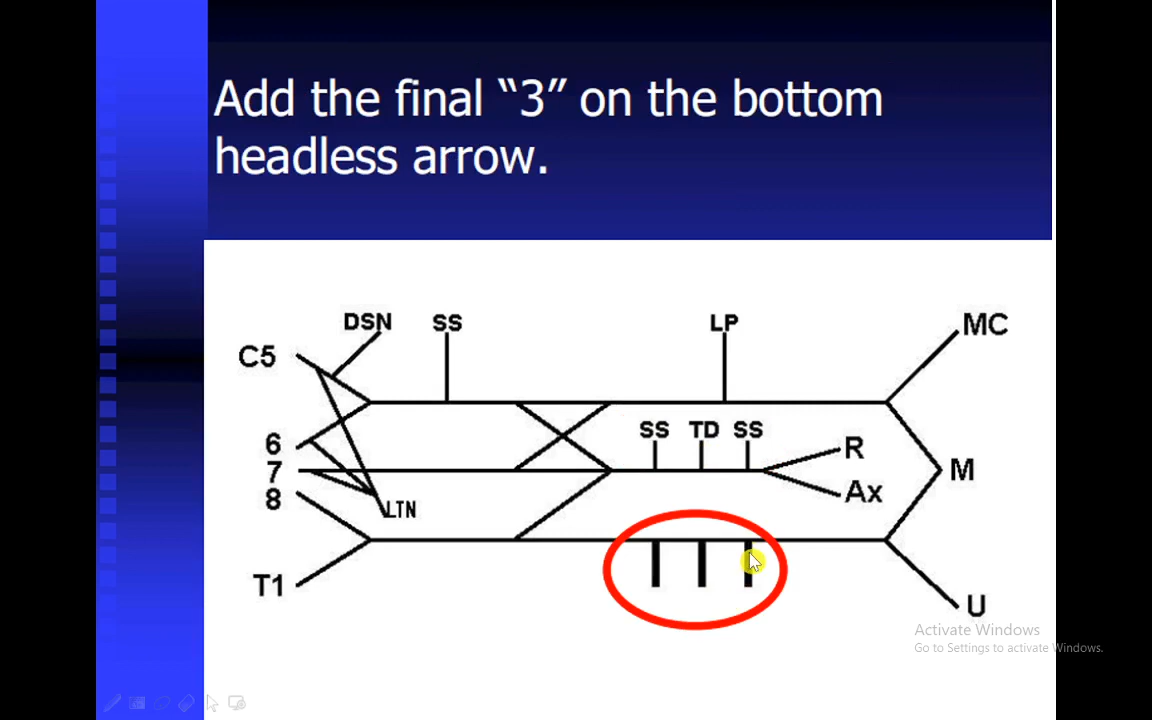 Add the final “3” on the bottom
headless arrow.
DSN SS LP MC
C5
SS TD SS
6 R
7 M
8 Ax
LTN
T1 U
Activate Windows
Go to Settings to activate Windows.